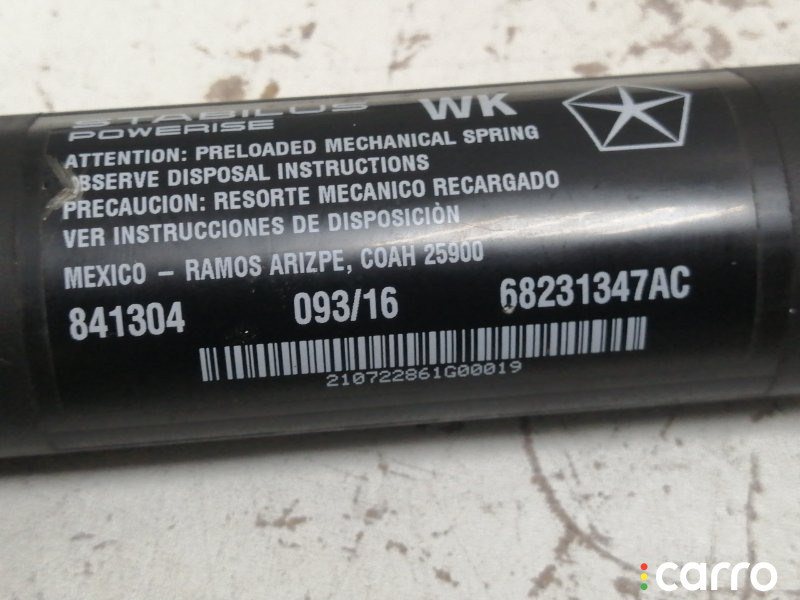 STABILUS WK
POWERISE
ATTENTION: PRELOADED MECHANICAL SPRING
OBSERVE DISPOSAL INSTRUCTIONS
PRECAUCION: RESORTE MECANICO RECARGADO
VER INSTRUCCIONES DE DISPOSICIÒN
MEXICO – RAMOS ARIZPE, COAH 25900
841304 093/16 68231347AC
210722861G00019
carro